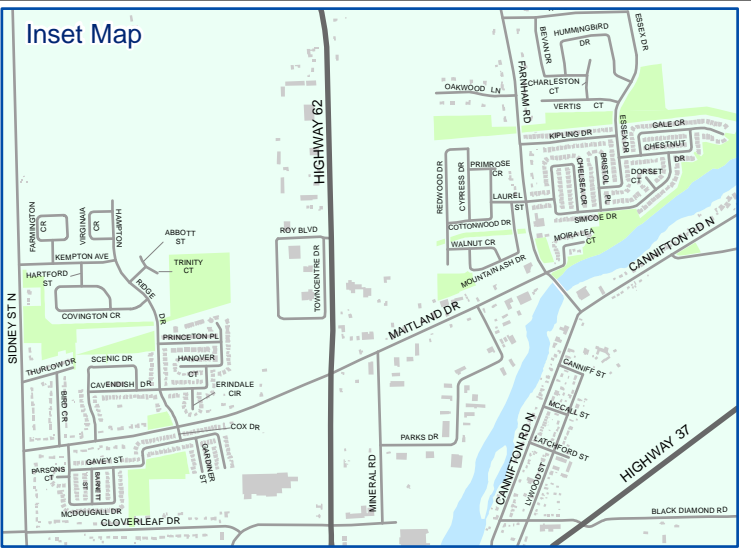 Inset Map
HUMMINGBIRD
DR
BEVAN DR
ESSEX DR
FARNHAM RD
OAKWOOD LN
CHARLESTON
CT
VERTIS CT
HIGHWAY 62
ESSEX DR
GALE CR
KIPLING DR
CHESTNUT
DR
REDWOOD DR
CYPRESS DR
PRIMROSE
CR
CHELSEA CR
BRISTOL
PL
DORSET
CT
LAUREL
ST
SIMCOE DR
COTTONWOOD DR
WALNUT CR
MOIRA LEA
CT
FARMINGTON
CR
VIRGINAIA
CR
HAMPTON
RIDGE
DR
ABBOTT
ST
ROY BLVD
KEMPTON AVE
TRINITY
CT
HARTFORD
ST
TOWNCENTRE DR
MOUNTAIN ASH DR
CANNIFTON RD N
COVINGTON CR
SIDNEY ST N
MAITLAND DR
PRINCETON PL
THURLOW DR
SCENIC DR
HANOVER
CT
CANNIFF ST
CAVENDISH DR
BIRD CR
ERINDALE
CIR
MCCALL ST
COX DR
PARKS DR
CANNIFTON RD N
LATCHFORD ST
GAVEY ST
GARDINER
ST
PARSONS
CT
BARNETT
ST
MINERAL RD
LYWOOD ST
HIGHWAY 37
MCDOUGALL DR
CLOVERLEAF DR
BLACK DIAMOND RD